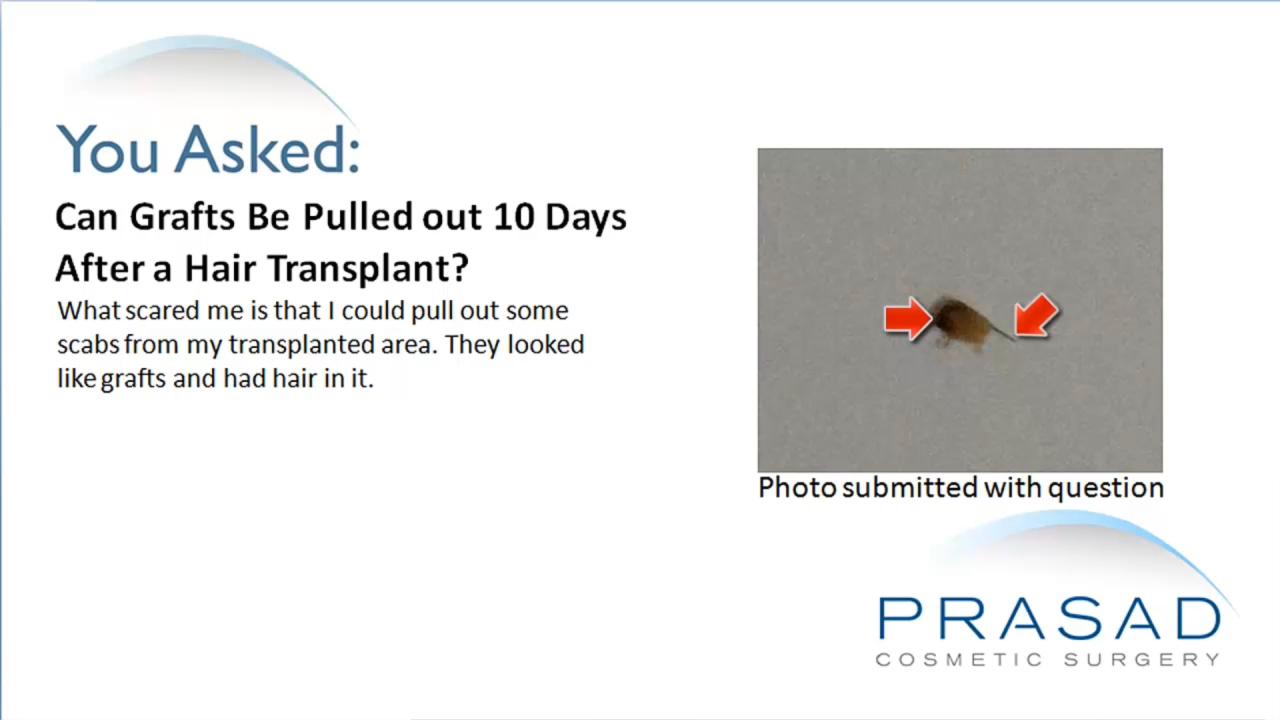 You Asked:
Can Grafts Be Pulled out 10 Days
After a Hair Transplant?
What scared me is that I could pull out some
scabs from my transplanted area. They looked
like grafts and had hair in it.
Photo submitted with question
PRASAD
COSMETIC SURGERY